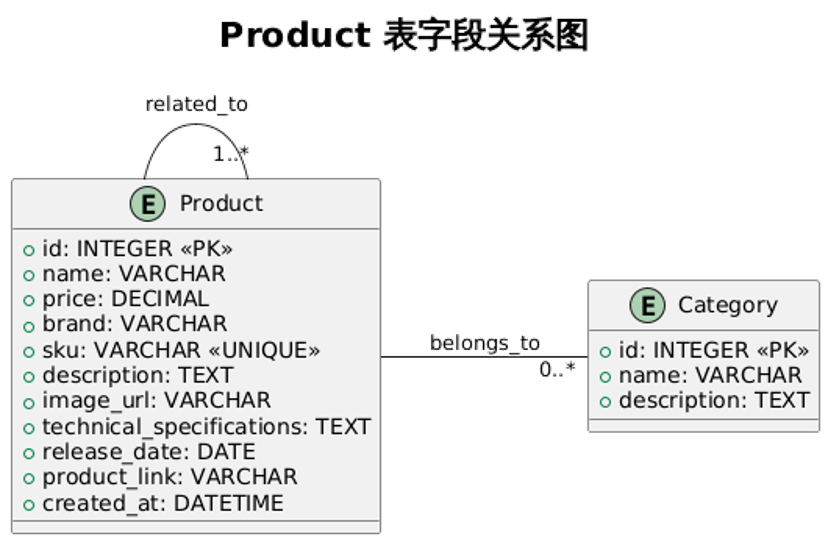 Product 表字段关系图
related_to
1..*
E Product
id: INTEGER «PK»
name: VARCHAR
price: DECIMAL
brand: VARCHAR
sku: VARCHAR «UNIQUE»
description: TEXT
image_url: VARCHAR
technical_specifications: TEXT
release_date: DATE
product_link: VARCHAR
created_at: DATETIME
belongs_to
0..*
E Category
id: INTEGER «PK»
name: VARCHAR
description: TEXT